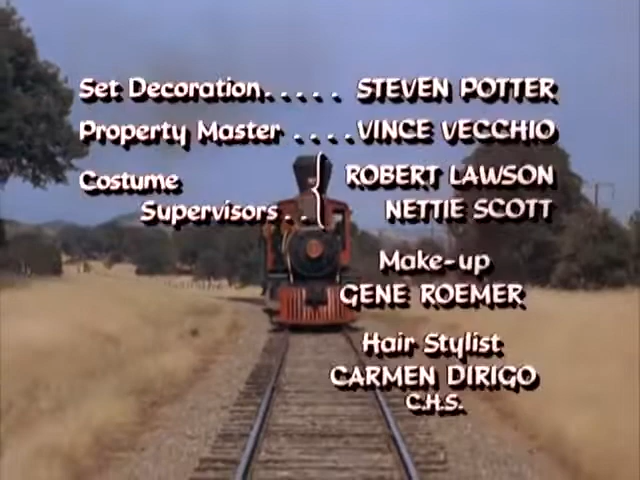 Set Decoration..... STEVEN POTTER
Property Master ....VINCE VECCHIO
Costume Supervisors..{ ROBERT LAWSON
NETTIE SCOTT
Make-up
GENE ROEMER
Hair Stylist
CARMEN DIRIGO
C.H.S.